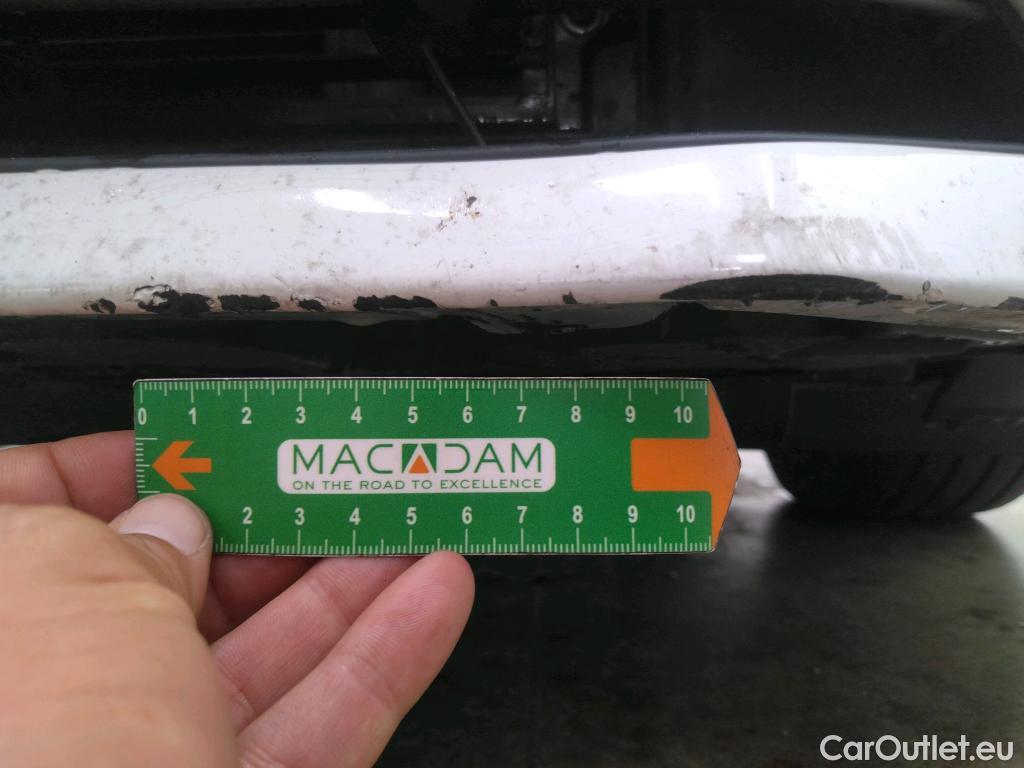 0 1 2 3 4 5 6 7 8 9 10
MACADAM
ON THE ROAD TO EXCELLENCE
2 3 4 5 6 7 8 9 10
CarOutlet.eu